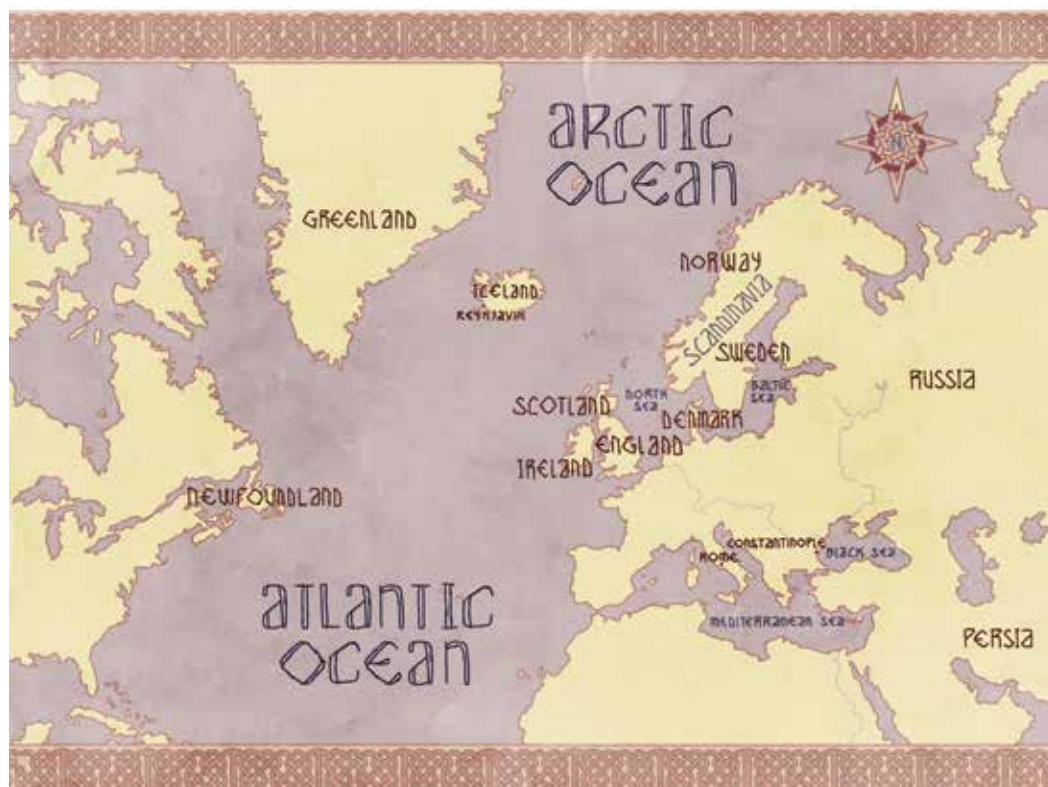 ARCTIC
OCEAN
N
GREENLAND
NORWAY
ICELAND
REYKJAVIK
SCANDINAVIA
SWEDEN
RUSSIA
BALTIC
SEA
NORTH
SEA
SCOTLAND
DENMARK
ENGLAND
IRELAND
NEWFOUNDLAND
CONSTANTINOPLE
ROME
BLACK SEA
ATLANTIC
OCEAN
MEDITERRANEAN SEA
PERSIA